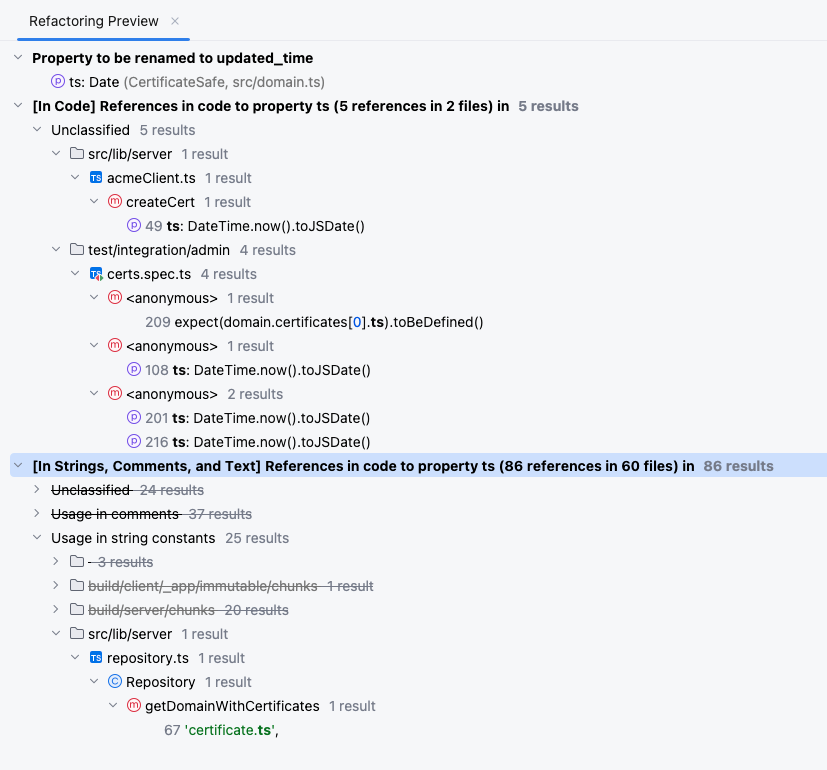 Refactoring Preview ×
Property to be renamed to updated_time
p ts: Date (CertificateSafe, src/domain.ts)
[In Code] References in code to property ts (5 references in 2 files) in 5 results
Unclassified 5 results
src/lib/server 1 result
TS acmeClient.ts 1 result
m createCert 1 result
p 49 ts: DateTime.now().toJSDate()
test/integration/admin 4 results
TS certs.spec.ts 4 results
m <anonymous> 1 result
209 expect(domain.certificates[0].ts).toBeDefined()
m <anonymous> 1 result
p 108 ts: DateTime.now().toJSDate()
m <anonymous> 2 results
p 201 ts: DateTime.now().toJSDate()
p 216 ts: DateTime.now().toJSDate()
[In Strings, Comments, and Text] References in code to property ts (86 references in 60 files) in 86 results
Unclassified 24 results
Usage in comments 37 results
Usage in string constants 25 results
3 results
build/client/_app/immutable/chunks 1 result
build/server/chunks 20 results
src/lib/server 1 result
TS repository.ts 1 result
C Repository 1 result
m getDomainWithCertificates 1 result
67 'certificate.ts',